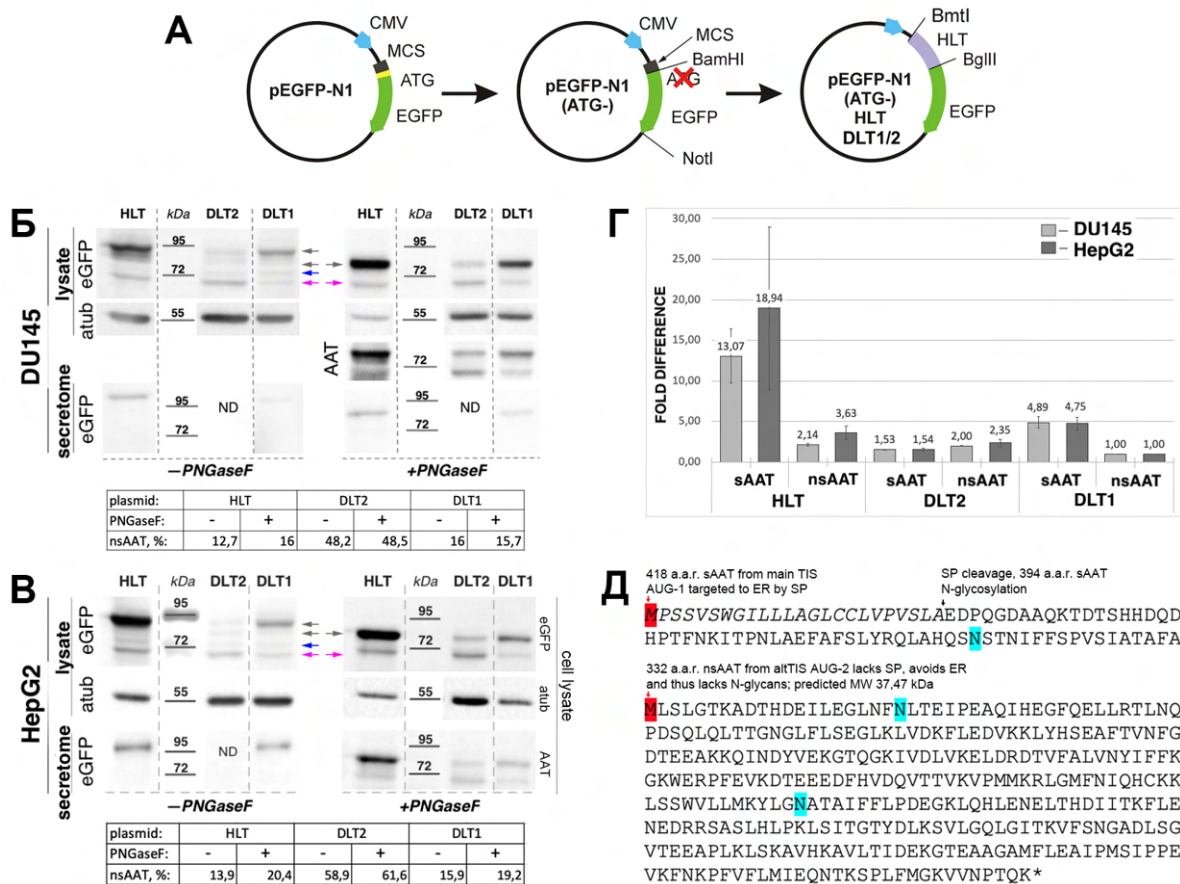 А
CMV
MCS
ATG
EGFP
pEGFP-N1
CMV
MCS
BamHI
ATG
EGFP
NotI
pEGFP-N1
(ATG-)
BmtI
HLT
BglII
EGFP
pEGFP-N1
(ATG-)
HLT
DLT1/2
Б
DU145
HLT kDa DLT2 DLT1
HLT kDa DLT2 DLT1
lysate
eGFP
95
72
95
72
atub
55
55
AAT
72
secretome
eGFP
95
72
ND
95
72
ND
–PNGaseF
+PNGaseF
plasmid: HLT DLT2 DLT1
PNGaseF: - + - + - +
nsAAT, %: 12,7 16 48,2 48,5 16 15,7
В
HepG2
HLT kDa DLT2 DLT1
HLT kDa DLT2 DLT1
lysate
eGFP
95
72
95
72
eGFP
atub
55
55
atub
cell lysate
secretome
eGFP
95
72
ND
95
72
AAT
–PNGaseF
+PNGaseF
plasmid: HLT DLT2 DLT1
PNGaseF: - + - + - +
nsAAT, %: 13,9 20,4 58,9 61,6 15,9 19,2
Г
FOLD DIFFERENCE
30,00
25,00
20,00
15,00
10,00
5,00
0,00
DU145
HepG2
13,07 18,94 2,14 3,63 1,53 1,54 2,00 2,35 4,89 4,75 1,00 1,00
sAAT nsAAT sAAT nsAAT sAAT nsAAT
HLT DLT2 DLT1
Д
418 a.a.r. sAAT from main TIS
AUG-1 targeted to ER by SP
SP cleavage, 394 a.a.r. sAAT
N-glycosylation
MPSSVSWGILLLAGLCCLVPVSLAEDPQGDAAQKTDTSHHDQD
HPTFNKITPNLAEFAFSLYRQLAHQSNSTNIFFSPVSIATAFA
332 a.a.r. nsAAT from altTIS AUG-2 lacks SP, avoids ER
and thus lacks N-glycans; predicted MW 37,47 kDa
MLSLGTKADTHDEILEGLNFNLTEIPEAQIHEGFQELLRTLNQ
PDSQLQLTTGNGLFLSEGLKLVDKFLEDVKKLYHSEAFTVNFG
DTEEAKKQINDYVEKGTQGKIVDLVKELDRDTVFALVNYIFFK
GKWERPFEVKDTEEEDFHVDQVTTVKVPMMKRLGMFNIQHCKK
LSSWVLLMKYLGNATAIFFLPDEGKLQHLENELTHDIITKFLE
NEDRRSASLHLPKLSITGTYDLKSVLGQLGITKVFSNGADLSG
VTEEAPLKLSKAVHKAVLTIDEKGTEAAGAMFLEAIPMSIPPE
VKFNKPFVFLMIEQNTKSPLFMGKVVNPTQK*